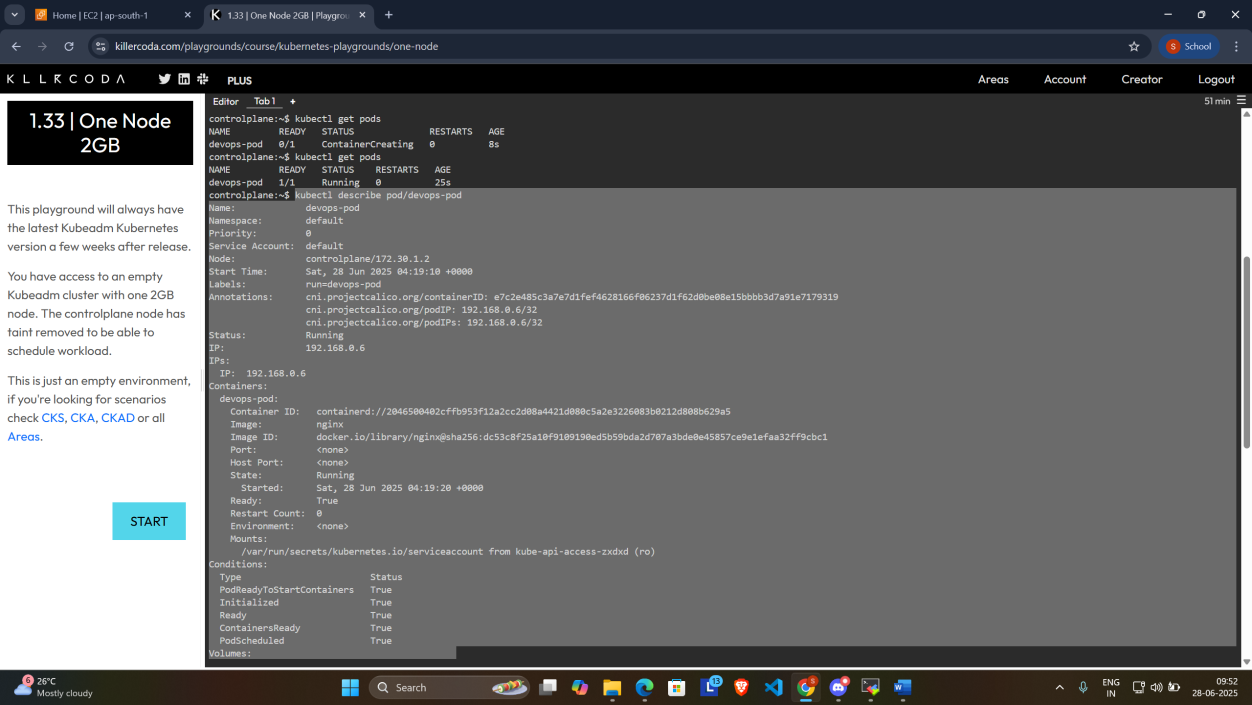 Home | EC2 | ap-south-1
1.33 | One Node 2GB | Playgrou
killercoda.com/playgrounds/course/kubernetes-playgrounds/one-node
S School
KLLRCODA
PLUS
Areas
Account
Creator
Logout
1.33 | One Node
2GB
This playground will always have
the latest Kubeadm Kubernetes
version a few weeks after release.
You have access to an empty
Kubeadm cluster with one 2GB
node. The controlplane node has
taint removed to be able to
schedule workload.
This is just an empty environment,
if you're looking for scenarios
check CKS, CKA, CKAD or all
Areas.
START
Editor Tab 1 +
51 min
controlplane:~$ kubectl get pods
NAME READY STATUS RESTARTS AGE
devops-pod 0/1 ContainerCreating 0 8s
controlplane:~$ kubectl get pods
NAME READY STATUS RESTARTS AGE
devops-pod 1/1 Running 0 25s
controlplane:~$ kubectl describe pod/devops-pod
Name: devops-pod
Namespace: default
Priority: 0
Service Account: default
Node: controlplane/172.30.1.2
Start Time: Sat, 28 Jun 2025 04:19:10 +0000
Labels: run=devops-pod
Annotations: cni.projectcalico.org/containerID: e7c2e485c3a7e7d1fef4628166f06237d1f62d0be08e15bbbb3d7a91e7179319
cni.projectcalico.org/podIP: 192.168.0.6/32
cni.projectcalico.org/podIPs: 192.168.0.6/32
Status: Running
IP: 192.168.0.6
IPs:
IP: 192.168.0.6
Containers:
devops-pod:
Container ID: containerd://2046500402cffb953f12a2cc2d08a4421d080c5a2e3226083b0212d808b629a5
Image: nginx
Image ID: docker.io/library/nginx@sha256:dc53c8f25a10f9109190ed5b59bda2d707a3bde0e45857ce9e1efaa32ff9cbc1
Port: <none>
Host Port: <none>
State: Running
Started: Sat, 28 Jun 2025 04:19:20 +0000
Ready: True
Restart Count: 0
Environment: <none>
Mounts:
/var/run/secrets/kubernetes.io/serviceaccount from kube-api-access-zxdxd (ro)
Conditions:
Type Status
PodReadyToStartContainers True
Initialized True
Ready True
ContainersReady True
PodScheduled True
Volumes:
6
26°C
Mostly cloudy
Search
13
ENG
IN
09:52
28-06-2025